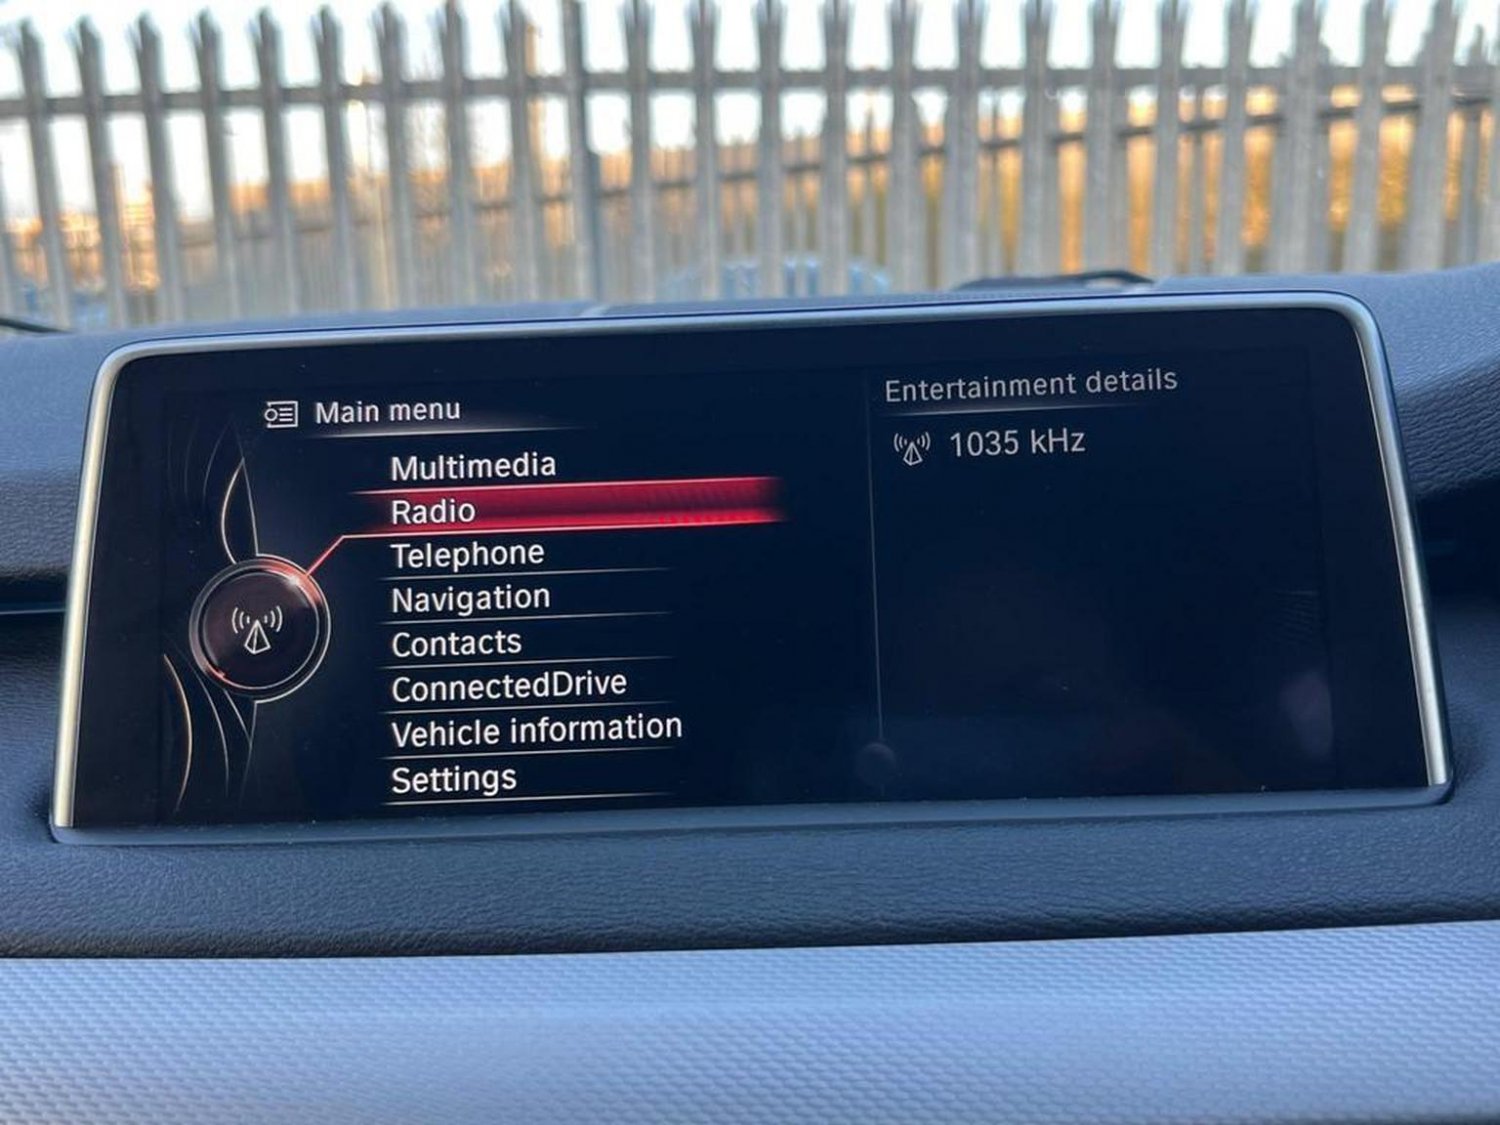 Main menu
Multimedia
Radio
Telephone
Navigation
Contacts
ConnectedDrive
Vehicle information
Settings
Entertainment details
1035 kHz